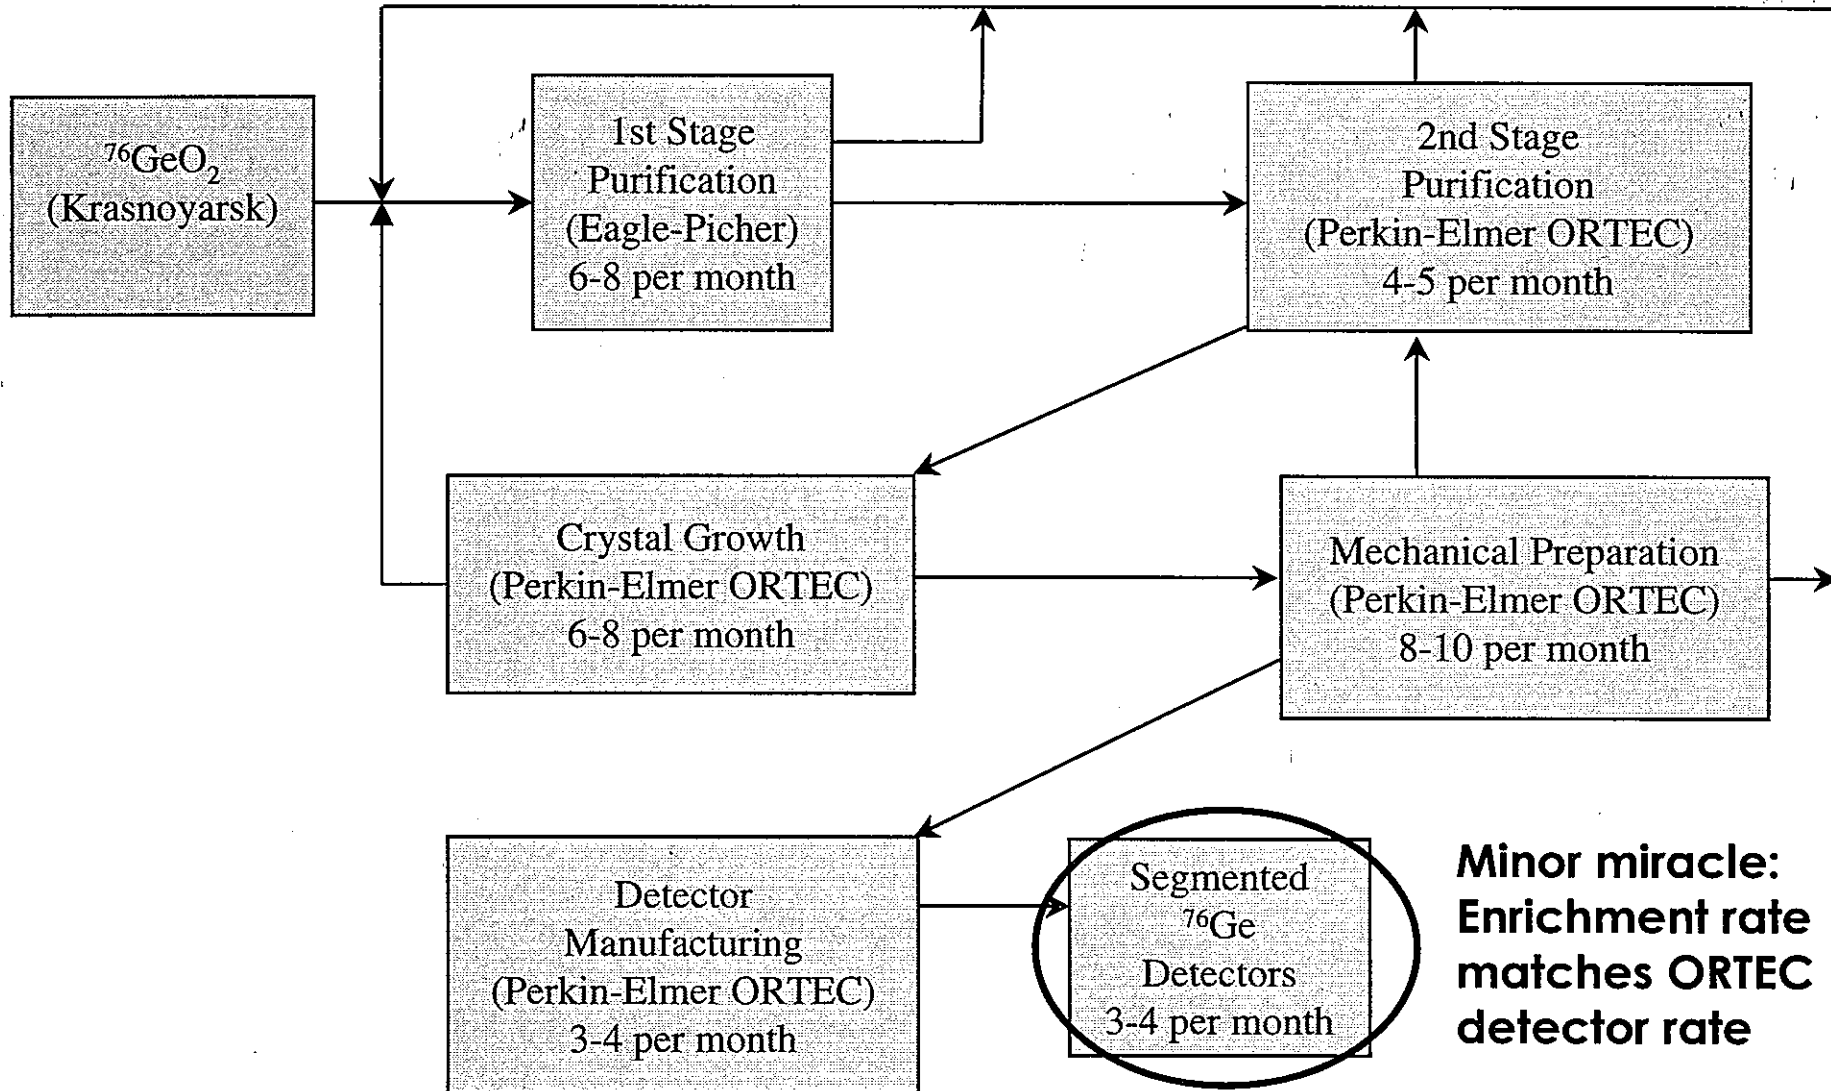 ⁷⁶GeO₂
(Krasnoyarsk)
1st Stage
Purification
(Eagle-Picher)
6-8 per month
2nd Stage
Purification
(Perkin-Elmer ORTEC)
4-5 per month
Crystal Growth
(Perkin-Elmer ORTEC)
6-8 per month
Mechanical Preparation
(Perkin-Elmer ORTEC)
8-10 per month
Detector
Manufacturing
(Perkin-Elmer ORTEC)
3-4 per month
Segmented
⁷⁶Ge
Detectors
3-4 per month
Minor miracle:
Enrichment rate
matches ORTEC
detector rate